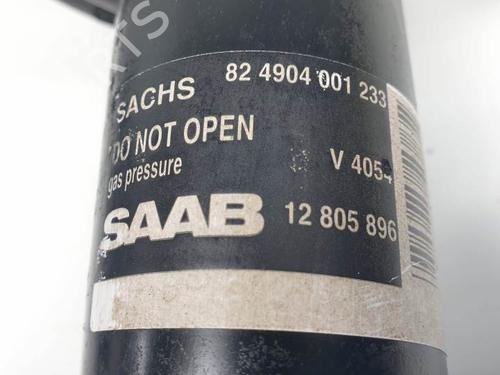 SACHS 82 4904 001 233
DO NOT OPEN
gas pressure V 4054
SAAB 12 805 896